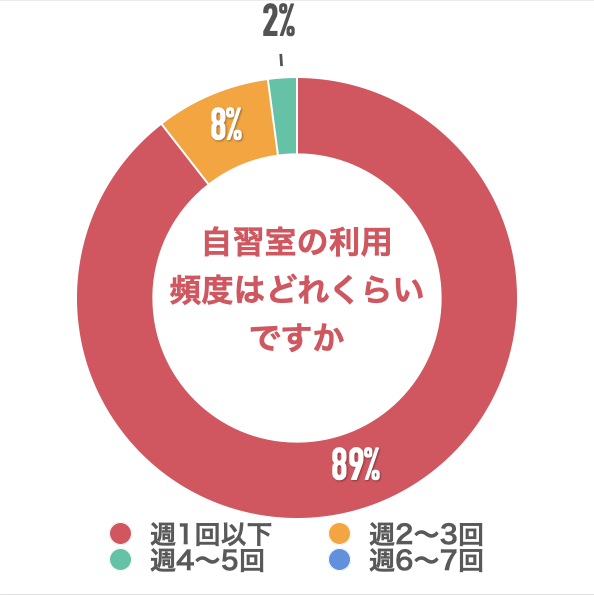 2%
8%
自習室の利用
頻度はどれくらい
ですか
89%
週1回以下
週2〜3回
週4〜5回
週6〜7回